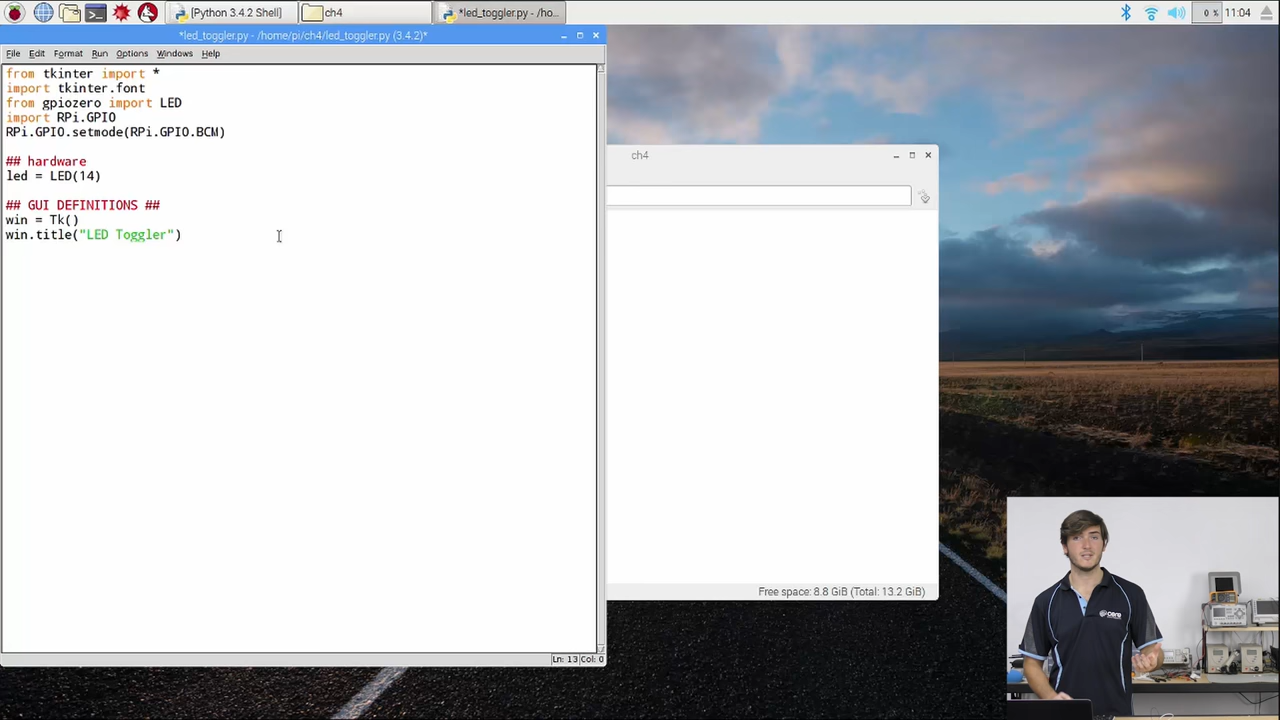 [Python 3.4.2 Shell]
ch4
*led_toggler.py - /ho...
0 %
11:04
*led_toggler.py - /home/pi/ch4/led_toggler.py (3.4.2)*
File Edit Format Run Options Windows Help
from tkinter import *
import tkinter.font
from gpiozero import LED
import RPi.GPIO
RPi.GPIO.setmode(RPi.GPIO.BCM)
## hardware
led = LED(14)
## GUI DEFINITIONS ##
win = Tk()
win.title("LED Toggler")
Ln: 13 Col: 0
ch4
Free space: 8.8 GiB (Total: 13.2 GiB)
core